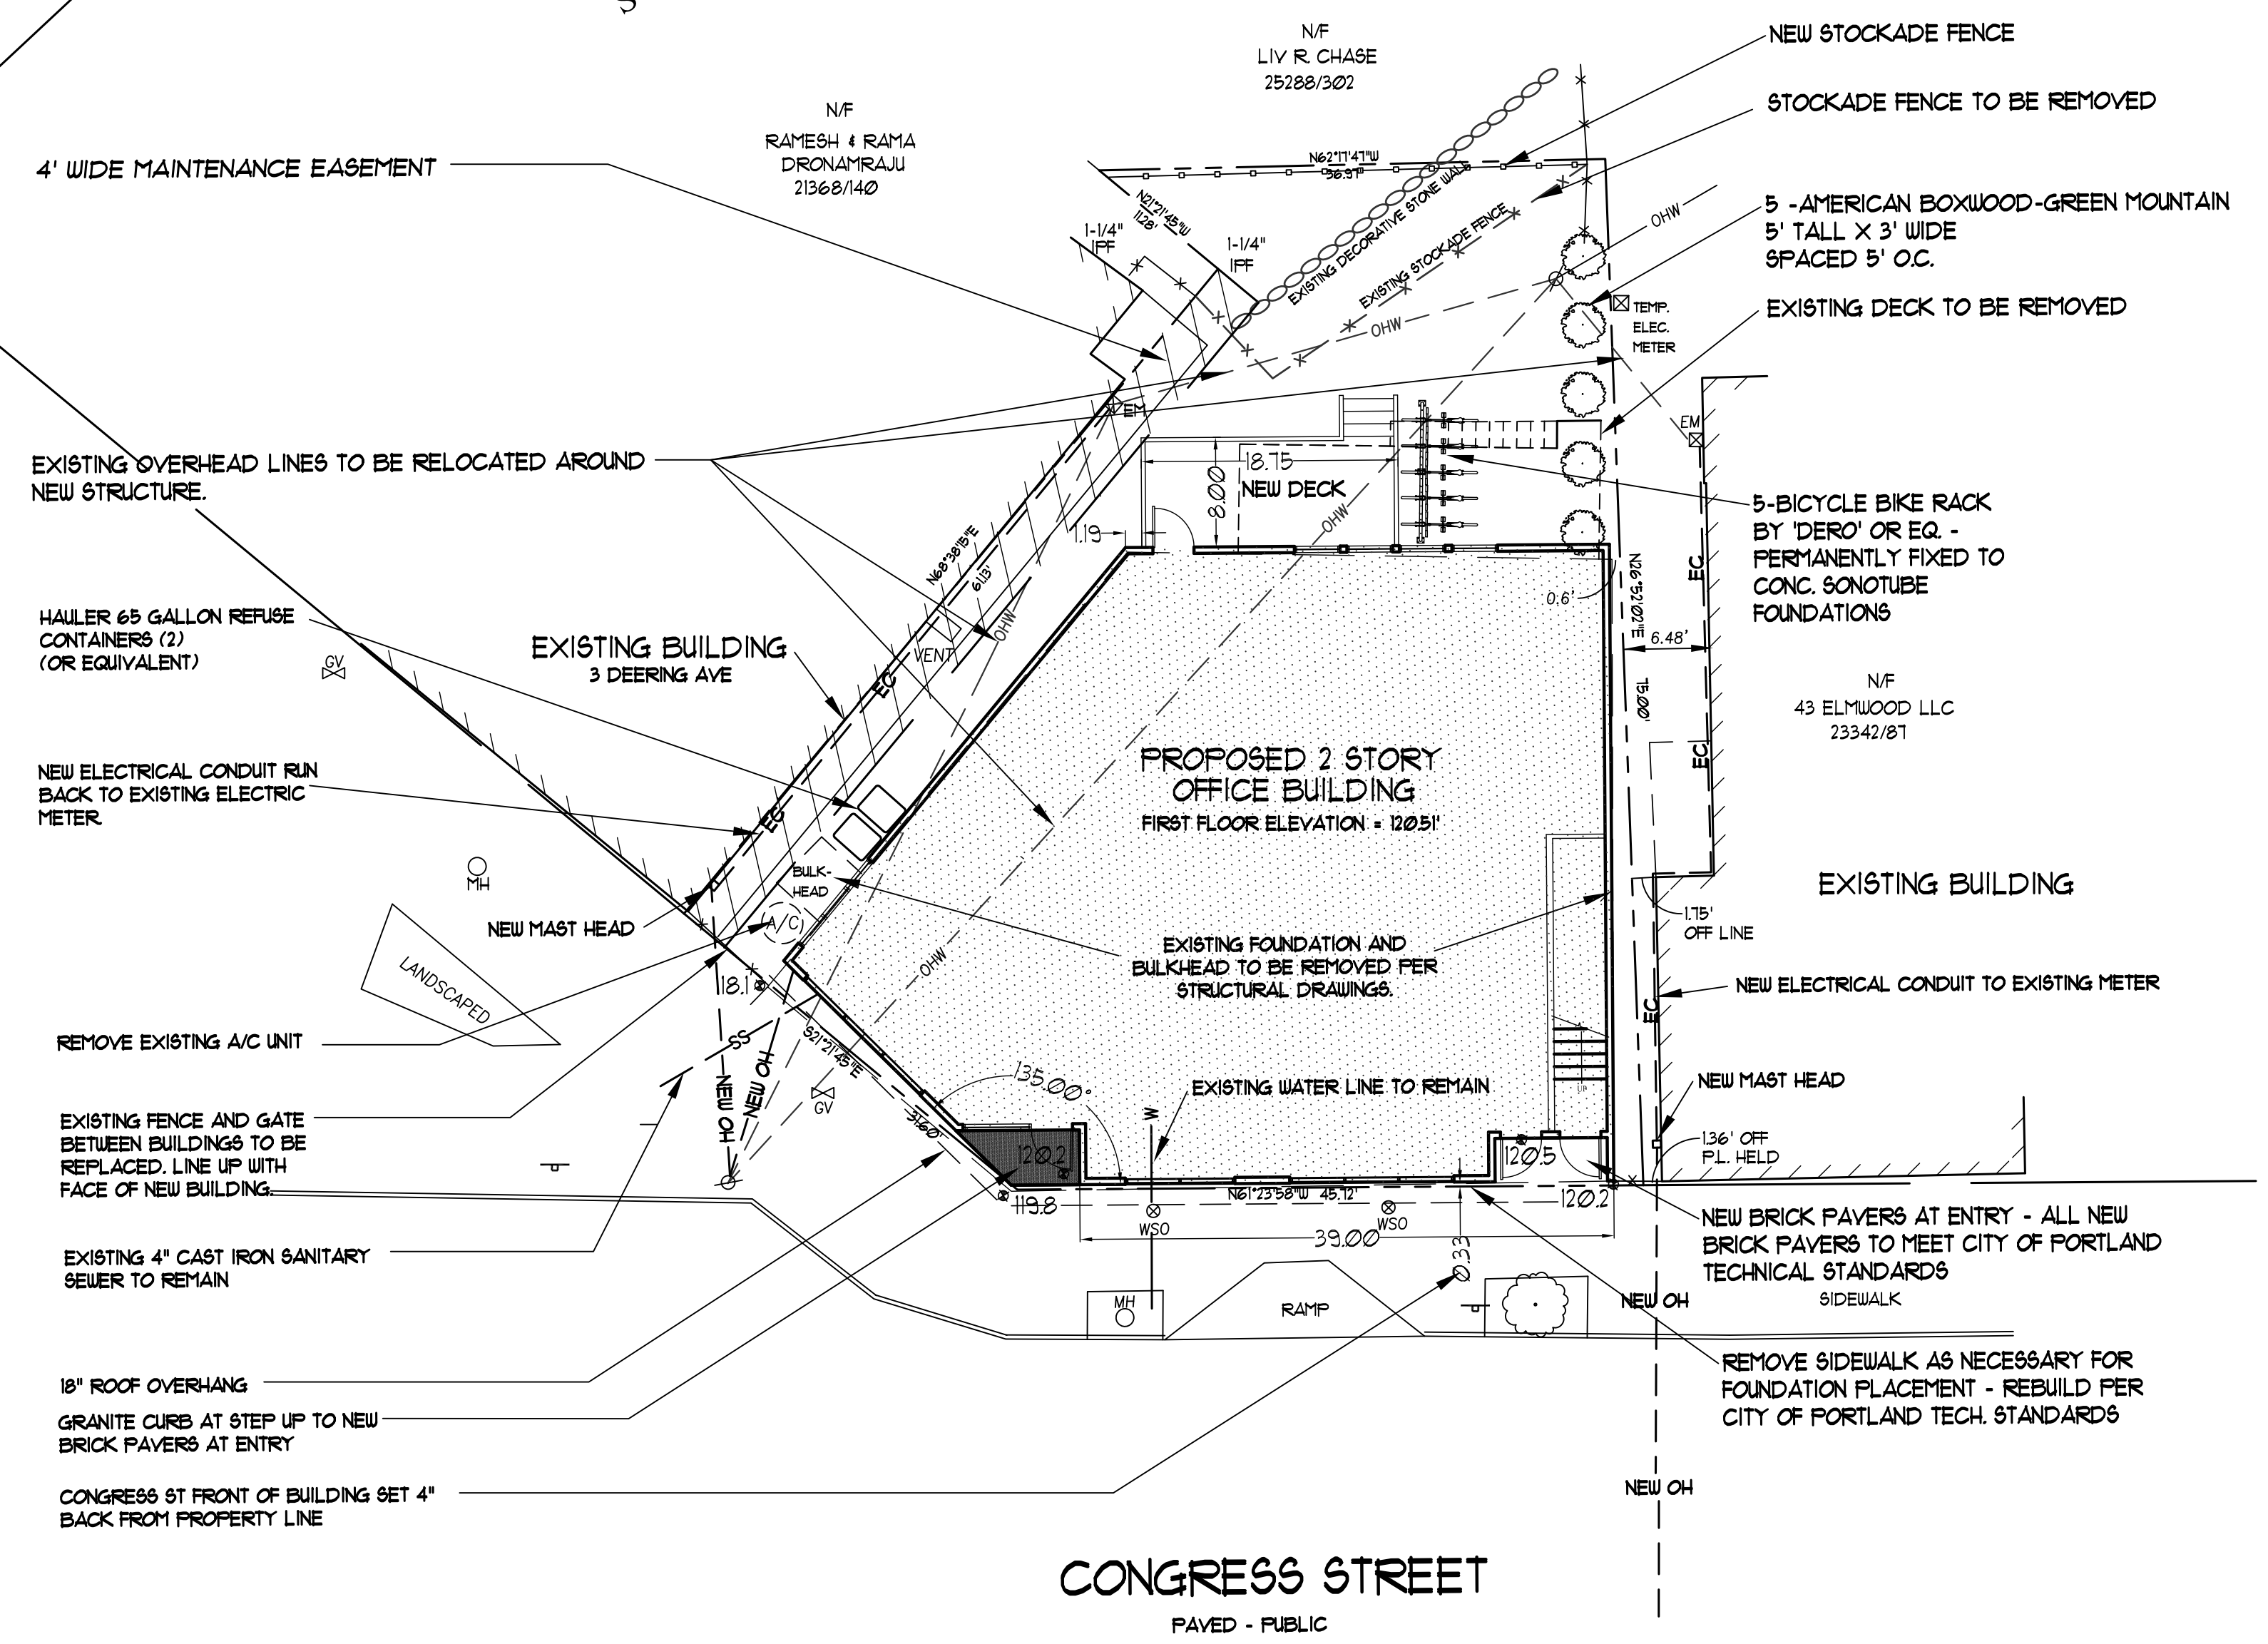 N/F
LIV R. CHASE
25288/302
N/F
RAMESH & RAMA
DRONAMRAJU
21368/140
NEW STOCKADE FENCE
STOCKADE FENCE TO BE REMOVED
5 -AMERICAN BOXWOOD-GREEN MOUNTAIN
5' TALL X 3' WIDE
SPACED 5' O.C.
EXISTING DECK TO BE REMOVED
4' WIDE MAINTENANCE EASEMENT
N62°17'47"W
36.97'
N21°21'45"W
11.28'
1-1/4"
IPF
1-1/4"
IPF
EXISTING DECORATIVE STONE WALL
EXISTING STOCKADE FENCE
OHW
OHW
TEMP.
ELEC.
METER
EM
EM
EXISTING OVERHEAD LINES TO BE RELOCATED AROUND
NEW STRUCTURE.
18.75
8.00
NEW DECK
OHW
1.19
5-BICYCLE BIKE RACK
BY 'DERO' OR EQ. -
PERMANENTLY FIXED TO
CONC. SONOTUBE
FOUNDATIONS
N68°38'15"E
61.13'
OHW
VENT
EC
EC
N26°52'02"E
75.00'
0.6'
6.48'
EC
EC
EC
HAULER 65 GALLON REFUSE
CONTAINERS (2)
(OR EQUIVALENT)
GV
EXISTING BUILDING
3 DEERING AVE
N/F
43 ELMWOOD LLC
23342/87
PROPOSED 2 STORY
OFFICE BUILDING
FIRST FLOOR ELEVATION = 120.51'
NEW ELECTRICAL CONDUIT RUN
BACK TO EXISTING ELECTRIC
METER.
MH
BULK-
HEAD
A/C
NEW MAST HEAD
EXISTING BUILDING
1.75'
OFF LINE
LANDSCAPED
18.1
OHW
EXISTING FOUNDATION AND
BULKHEAD TO BE REMOVED PER
STRUCTURAL DRAWINGS.
NEW ELECTRICAL CONDUIT TO EXISTING METER
REMOVE EXISTING A/C UNIT
SS
S21°21'45"E
31.60'
NEW OH
NEW OH
GV
135.00°
EXISTING WATER LINE TO REMAIN
W
UP
NEW MAST HEAD
EXISTING FENCE AND GATE
BETWEEN BUILDINGS TO BE
REPLACED. LINE UP WITH
FACE OF NEW BUILDING.
1.36' OFF
P.L. HELD
120.2
120.5
119.8
N61°23'58"W 45.72'
120.2
WSO
WSO
39.00
0.33
EXISTING 4" CAST IRON SANITARY
SEWER TO REMAIN
NEW BRICK PAVERS AT ENTRY - ALL NEW
BRICK PAVERS TO MEET CITY OF PORTLAND
TECHNICAL STANDARDS
SIDEWALK
NEW OH
MH
RAMP
REMOVE SIDEWALK AS NECESSARY FOR
FOUNDATION PLACEMENT - REBUILD PER
CITY OF PORTLAND TECH. STANDARDS
18" ROOF OVERHANG
GRANITE CURB AT STEP UP TO NEW
BRICK PAVERS AT ENTRY
NEW OH
CONGRESS ST FRONT OF BUILDING SET 4"
BACK FROM PROPERTY LINE
CONGRESS STREET
PAVED - PUBLIC